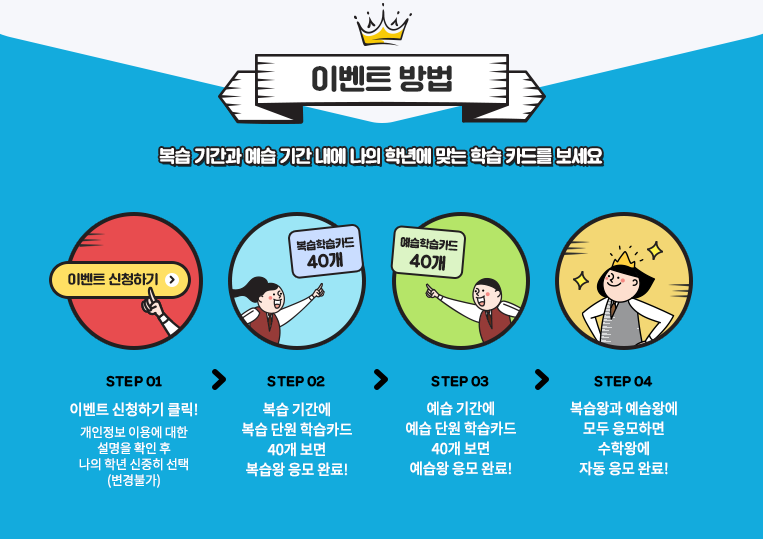 이벤트 방법
복습 기간과 예습 기간 내에 나의 학년에 맞는 학습 카드를 보세요
이벤트 신청하기
복습학습카드
40개
예습학습카드
40개
STEP 01
이벤트 신청하기 클릭!
개인정보 이용에 대한
설명을 확인 후
나의 학년 신중히 선택
(변경불가)
STEP 02
복습 기간에
복습 단원 학습카드
40개 보면
복습왕 응모 완료!
STEP 03
예습 기간에
예습 단원 학습카드
40개 보면
예습왕 응모 완료!
STEP 04
복습왕과 예습왕에
모두 응모하면
수학왕에
자동 응모 완료!